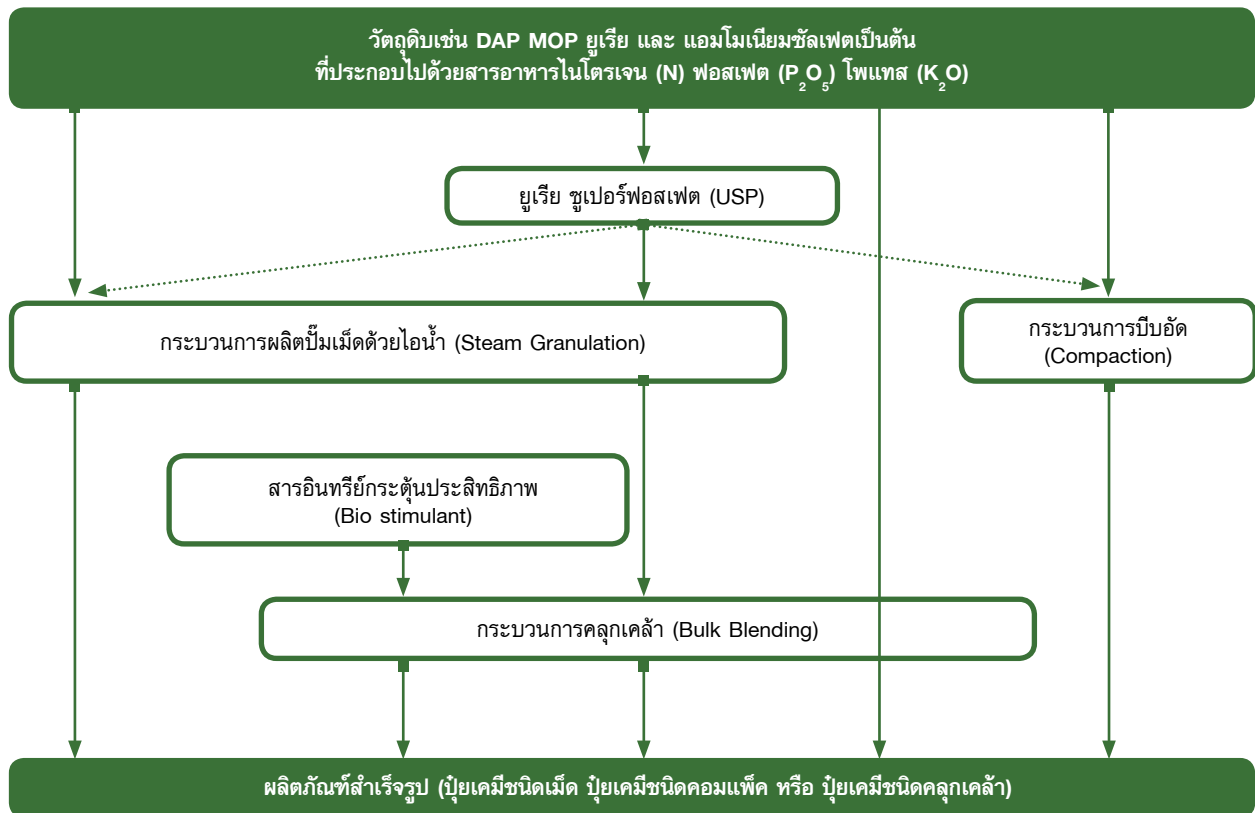 วัตถุดิบเช่น DAP MOP ยูเรีย และ แอมโมเนียมซัลเฟตเป็นต้น
ที่ประกอบไปด้วยสารอาหารไนโตรเจน (N) ฟอสเฟต (P₂O₅) โพแทส (K₂O)
ยูเรีย ซูเปอร์ฟอสเฟต (USP)
กระบวนการผลิตปั๊มเม็ดด้วยไอน้ำ (Steam Granulation)
กระบวนการบีบอัด
(Compaction)
สารอินทรีย์กระตุ้นประสิทธิภาพ
(Bio stimulant)
กระบวนการคลุกเคล้า (Bulk Blending)
ผลิตภัณฑ์สำเร็จรูป (ปุ๋ยเคมีชนิดเม็ด ปุ๋ยเคมีชนิดคอมแพ็ค หรือ ปุ๋ยเคมีชนิดคลุกเคล้า)